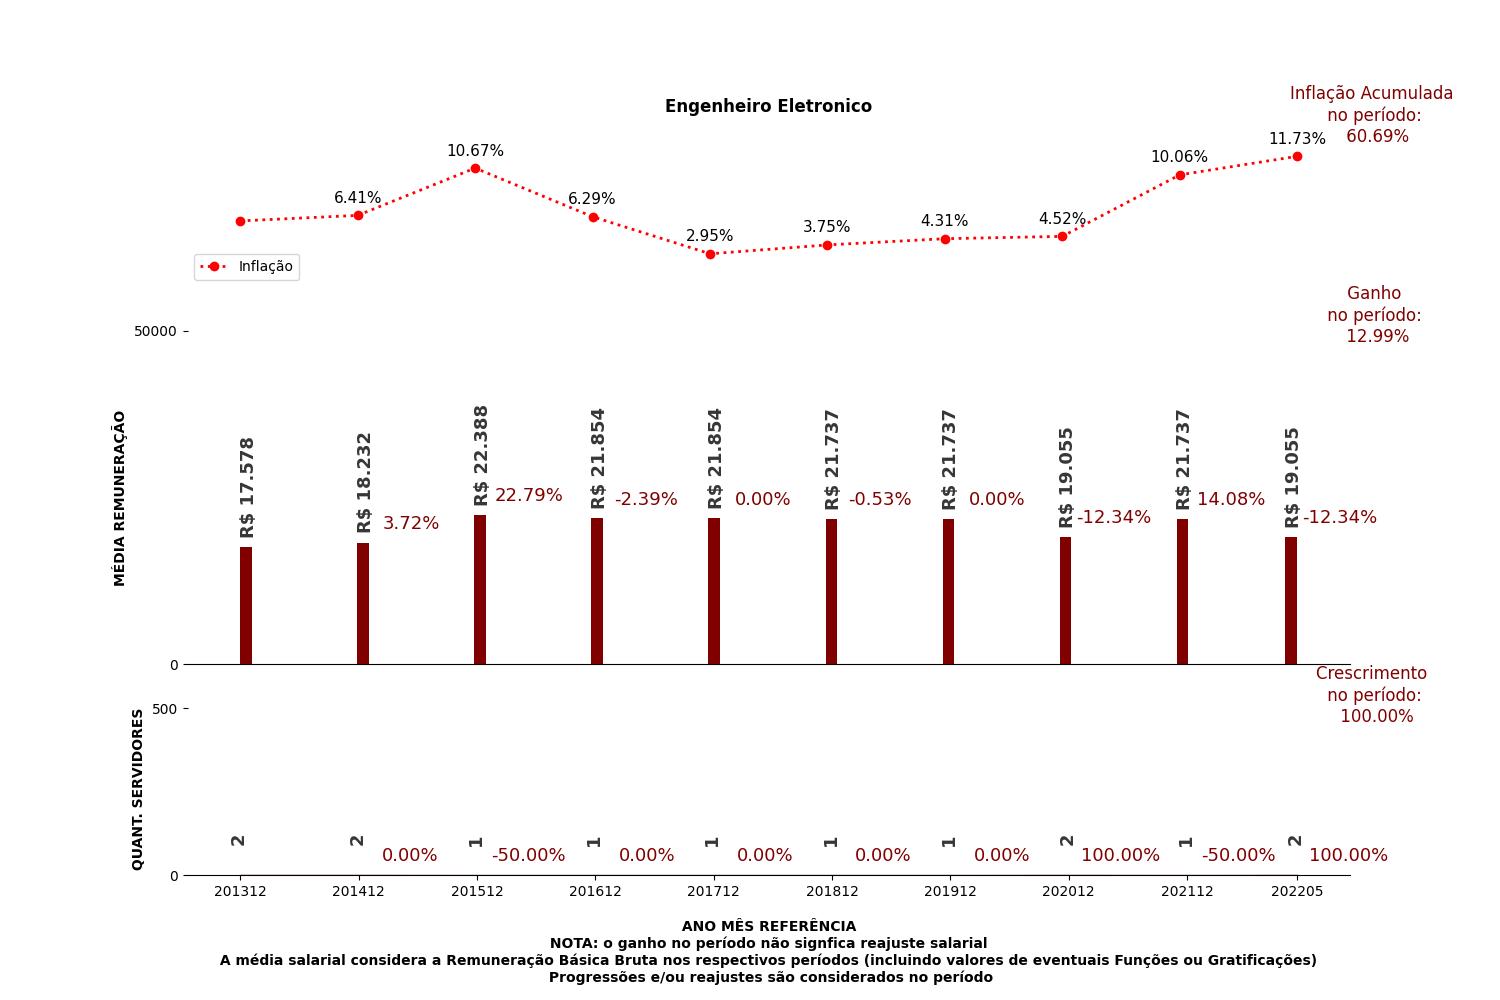 Engenheiro Eletronico
Inflação Acumulada
no período:
60.69%
6.41%
10.67%
6.29%
2.95%
3.75%
4.31%
4.52%
10.06%
11.73%
Inflação
Ganho
no período:
12.99%
50000
0
MÉDIA REMUNERAÇÃO
R$ 17.578
R$ 18.232
R$ 22.388
R$ 21.854
R$ 21.854
R$ 21.737
R$ 21.737
R$ 19.055
R$ 21.737
R$ 19.055
3.72%
22.79%
-2.39%
0.00%
-0.53%
0.00%
-12.34%
14.08%
-12.34%
Crescrimento
no período:
100.00%
500
0
QUANT. SERVIDORES
2
2
1
1
1
1
1
2
1
2
0.00%
-50.00%
0.00%
0.00%
0.00%
0.00%
100.00%
-50.00%
100.00%
201312
201412
201512
201612
201712
201812
201912
202012
202112
202205
ANO MÊS REFERÊNCIA
NOTA: o ganho no período não signfica reajuste salarial
A média salarial considera a Remuneração Básica Bruta nos respectivos períodos (incluindo valores de eventuais Funções ou Gratificações)
Progressões e/ou reajustes são considerados no período